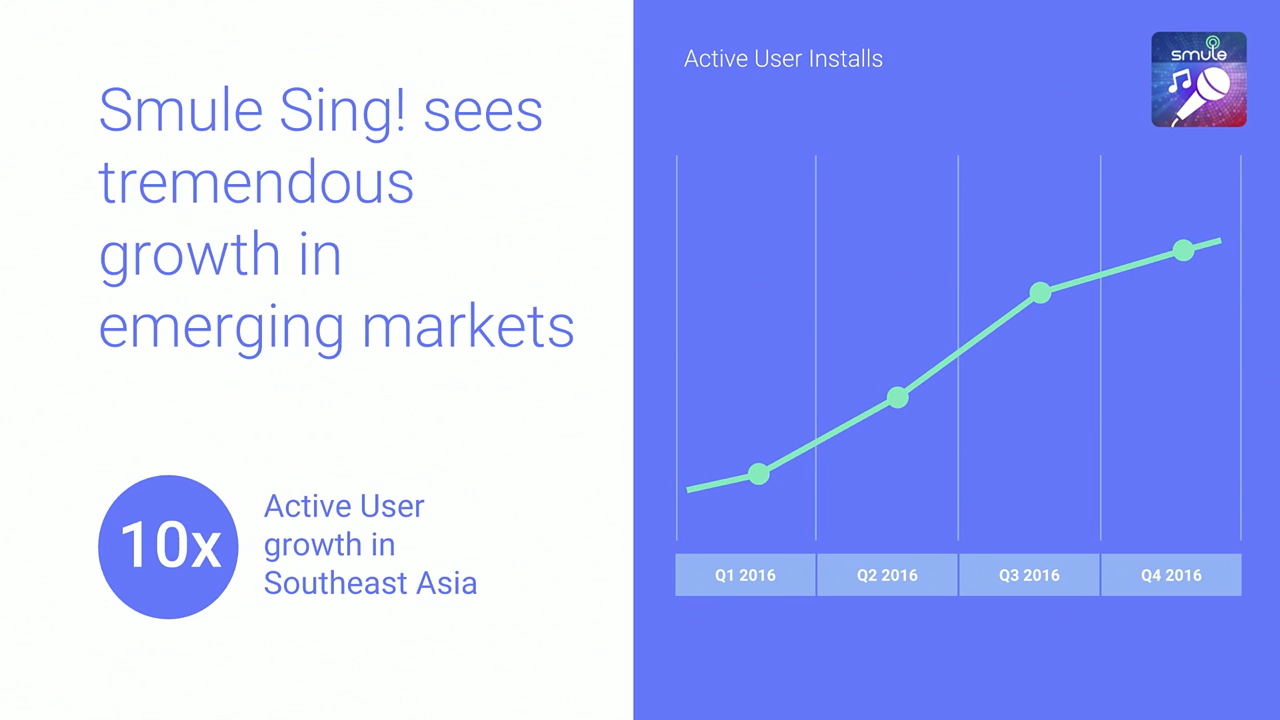 Smule Sing! sees
tremendous
growth in
emerging markets
10x
Active User
growth in
Southeast Asia
Active User Installs
smule
Q1 2016
Q2 2016
Q3 2016
Q4 2016